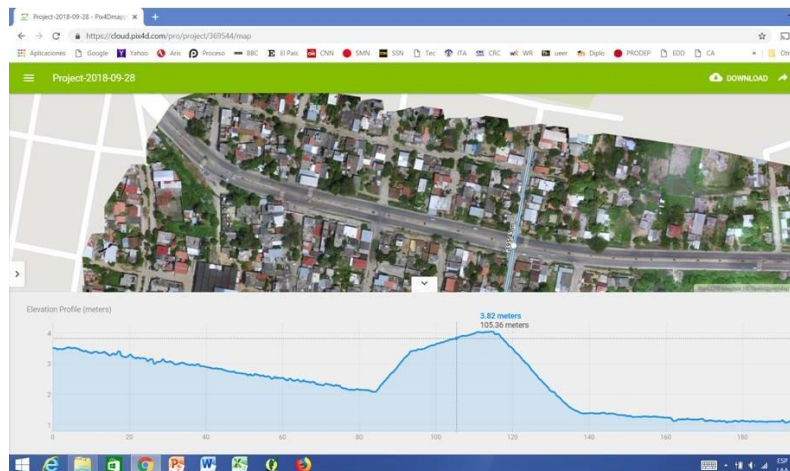 Project-2018-09-28 - Pix4Dmap
https://cloud.pix4d.com/pro/project/369544/map
Aplicaciones Google Yahoo Aris Proceso BBC El País CNN SMN SSN Tec ITA CRC WR ueer Diplo PRODEP EDD CA
Project-2018-09-28 DOWNLOAD
Elevation Profile (meters)
3.82 meters
105.36 meters
4
3
2
1
0 20 40 60 80 100 120 140 160 180
ESP